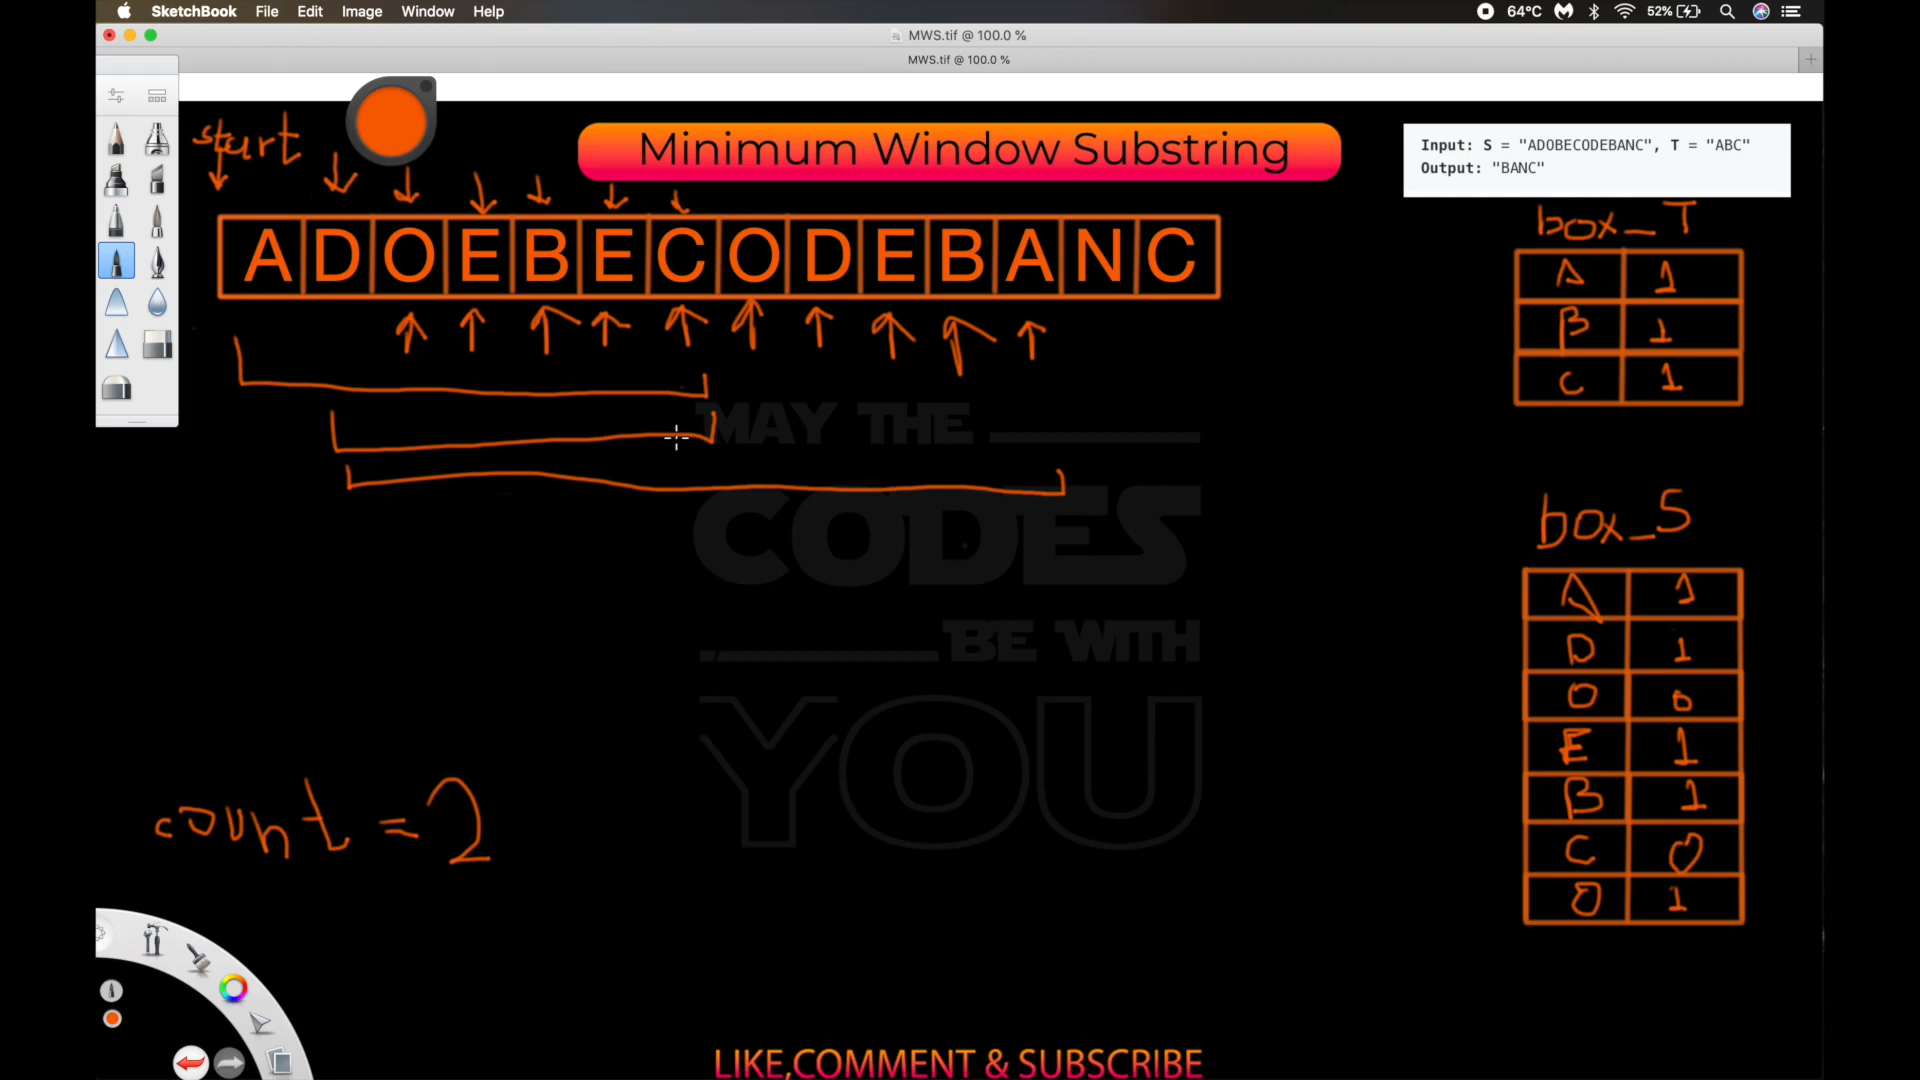 SketchBook File Edit Image Window Help 64°C 52%
MWS.tif @ 100.0 %
MWS.tif @ 100.0 %
start
Minimum Window Substring
Input: S = "ADOBECODEBANC", T = "ABC"
Output: "BANC"
A D O E B E C O D E B A N C
box_T
A 1
B 1
C 1
MAY THE
CODES
BE WITH
YOU
box_S
A 1
D 1
O 0
E 1
B 1
C 0
O 1
count = 2
LIKE,COMMENT & SUBSCRIBE